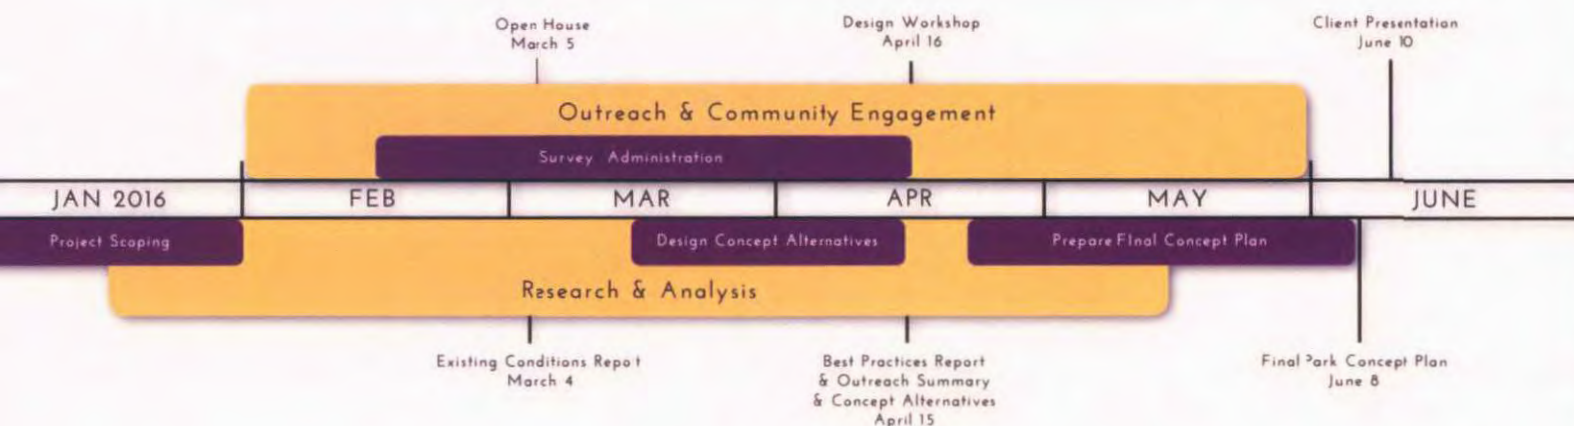 Open House
March 5
Design Workshop
April 16
Client Presentation
June 10
Outreach & Community Engagement
Survey Administration
JAN 2016
FEB
MAR
APR
MAY
JUNE
Project Scoping
Design Concept Alternatives
Prepare FInal Concept Plan
Research & Analysis
Existing Conditions Repo t
March 4
Best Practices Report
& Outreach Summary
& Concept Alternatives
April 15
Final Park Concept Plan
June 8